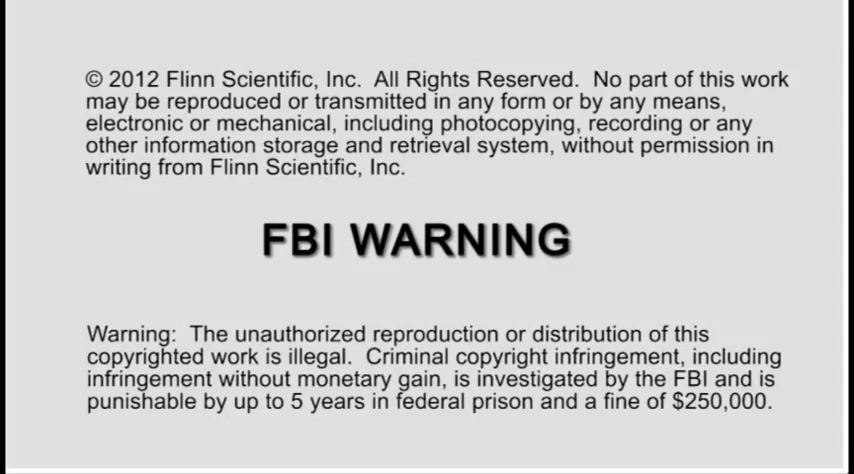 © 2012 Flinn Scientific, Inc.  All Rights Reserved.  No part of this work
may be reproduced or transmitted in any form or by any means,
electronic or mechanical, including photocopying, recording or any
other information storage and retrieval system, without permission in
writing from Flinn Scientific, Inc.
FBI WARNING
Warning:  The unauthorized reproduction or distribution of this
copyrighted work is illegal.  Criminal copyright infringement, including
infringement without monetary gain, is investigated by the FBI and is
punishable by up to 5 years in federal prison and a fine of $250,000.